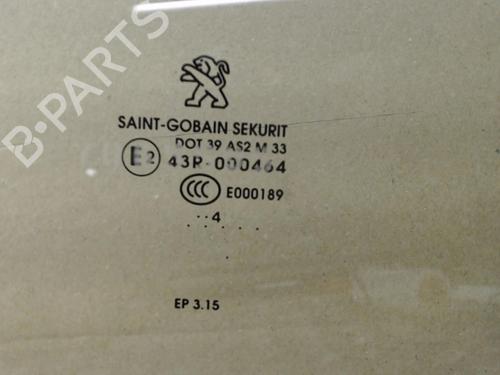 B-PARTS
SAINT-GOBAIN SEKURIT
DOT 39 AS2 M 33
E2 43R-000464
CCC E000189
..4
EP 3.15